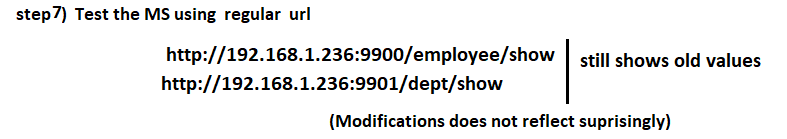 step7) Test the MS using regular url
http://192.168.1.236:9900/employee/show
http://192.168.1.236:9901/dept/show
still shows old values
(Modifications does not reflect suprisingly)